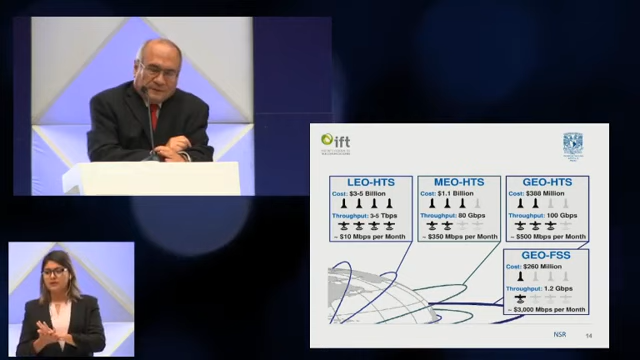 ift
LEO-HTS
Cost: $3-5 Billion
Throughput: 3-5 Tbps
~ $10 Mbps per Month
MEO-HTS
Cost: $1.1 Billion
Throughput: 80 Gbps
~ $350 Mbps per Month
GEO-HTS
Cost: $388 Million
Throughput: 100 Gbps
~ $500 Mbps per Month
GEO-FSS
Cost: $260 Million
Throughput: 1.2 Gbps
~ $3,000 Mbps per Month
NSR
14